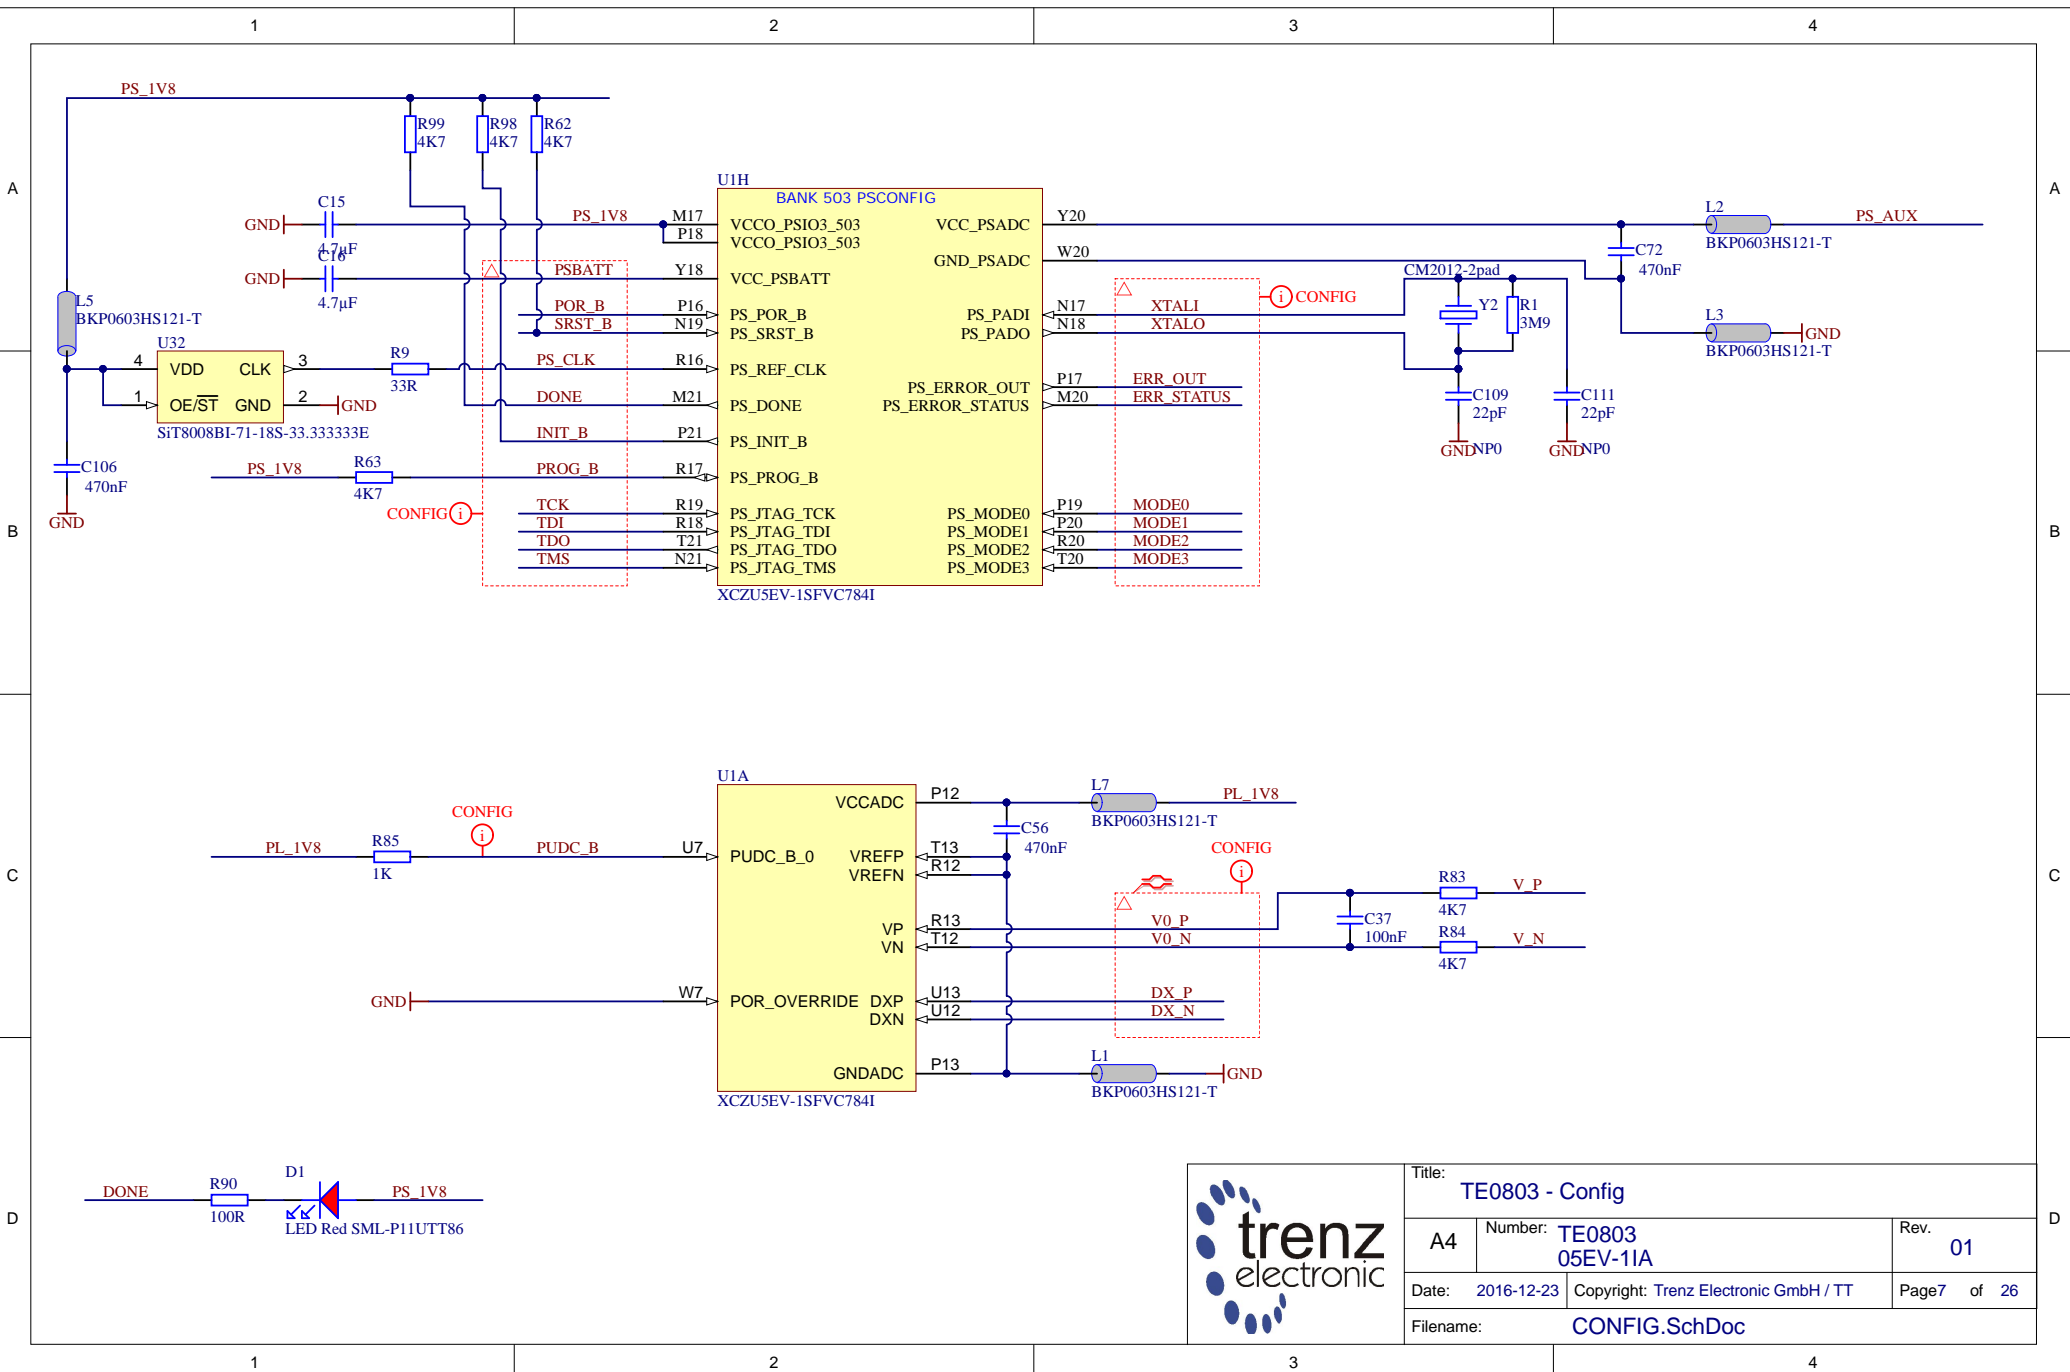 1 2 3 4
PS_1V8
R99 R98 R62
4K7 4K7 4K7
A A
U1H
BANK 503 PSCONFIG
C15
GND PS_1V8 M17 VCCO_PSIO3_503 VCC_PSADC Y20 L2 PS_AUX
4.7µF P18 VCCO_PSIO3_503 BKP0603HS121-T
C16 GND_PSADC W20 C72
GND PSBATT Y18 VCC_PSBATT CM2012-2pad 470nF
4.7µF CONFIG
L5 POR_B P16 PS_POR_B PS_PADI N17 XTALI Y2 R1
BKP0603HS121-T SRST_B N19 PS_SRST_B PS_PADO N18 XTALO 3M9 L3 GND
BKP0603HS121-T
U32
4 VDD CLK 3 R9 PS_CLK R16 PS_REF_CLK
33R
PS_ERROR_OUT P17 ERR_OUT
1 OE/ST GND 2 GND DONE M21 PS_DONE PS_ERROR_STATUS M20 ERR_STATUS C109 C111
22pF 22pF
SiT8008BI-71-18S-33.333333E INIT_B P21 PS_INIT_B
GND NP0 GND NP0
C106 PS_1V8 R63 PROG_B R17 PS_PROG_B
470nF 4K7
GND CONFIG TCK R19 PS_JTAG_TCK PS_MODE0 P19 MODE0
B TDI R18 PS_JTAG_TDI PS_MODE1 P20 MODE1 B
TDO T21 PS_JTAG_TDO PS_MODE2 R20 MODE2
TMS N21 PS_JTAG_TMS PS_MODE3 T20 MODE3
XCZU5EV-1SFVC784I
U1A
VCCADC P12 L7 PL_1V8
BKP0603HS121-T
CONFIG C56
470nF
PL_1V8 R85 PUDC_B U7 PUDC_B_0 VREFP T13 CONFIG
1K VREFN R12
C C
R83 V_P
4K7
VP R13 V0_P C37
VN T12 V0_N 100nF R84 V_N
4K7
GND W7 POR_OVERRIDE DXP U13 DX_P
DXN U12 DX_N
GNDADC P13 L1 GND
BKP0603HS121-T
XCZU5EV-1SFVC784I
D1
DONE R90 PS_1V8
100R
LED Red SML-P11UTT86
D D
trenz
electronic
Title:
TE0803 - Config
A4 Number: TE0803 Rev. 01
05EV-1IA
Date: 2016-12-23 Copyright: Trenz Electronic GmbH / TT Page7 of 26
Filename: CONFIG.SchDoc
1 2 3 4